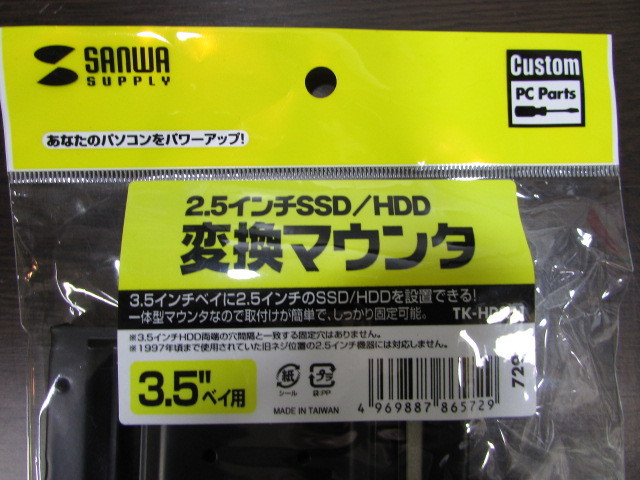 SANWA
SUPPLY
Custom
PC Parts
あなたのパソコンをパワーアップ!
2.5インチSSD/HDD
変換マウンタ
3.5インチベイに2.5インチのSSD/HDDを設置できる!
一体型マウンタなので取付けが簡単で、しっかり固定可能。
※3.5インチHDD両端の穴間隔と一致する固定穴はありません。
※1997年頃まで使用されていた旧ネジ位置の2.5インチ機器には対応しません。
3.5"ベイ用
紙
シール
プラ
袋:PP
MADE IN TAIWAN
4 969887 865729